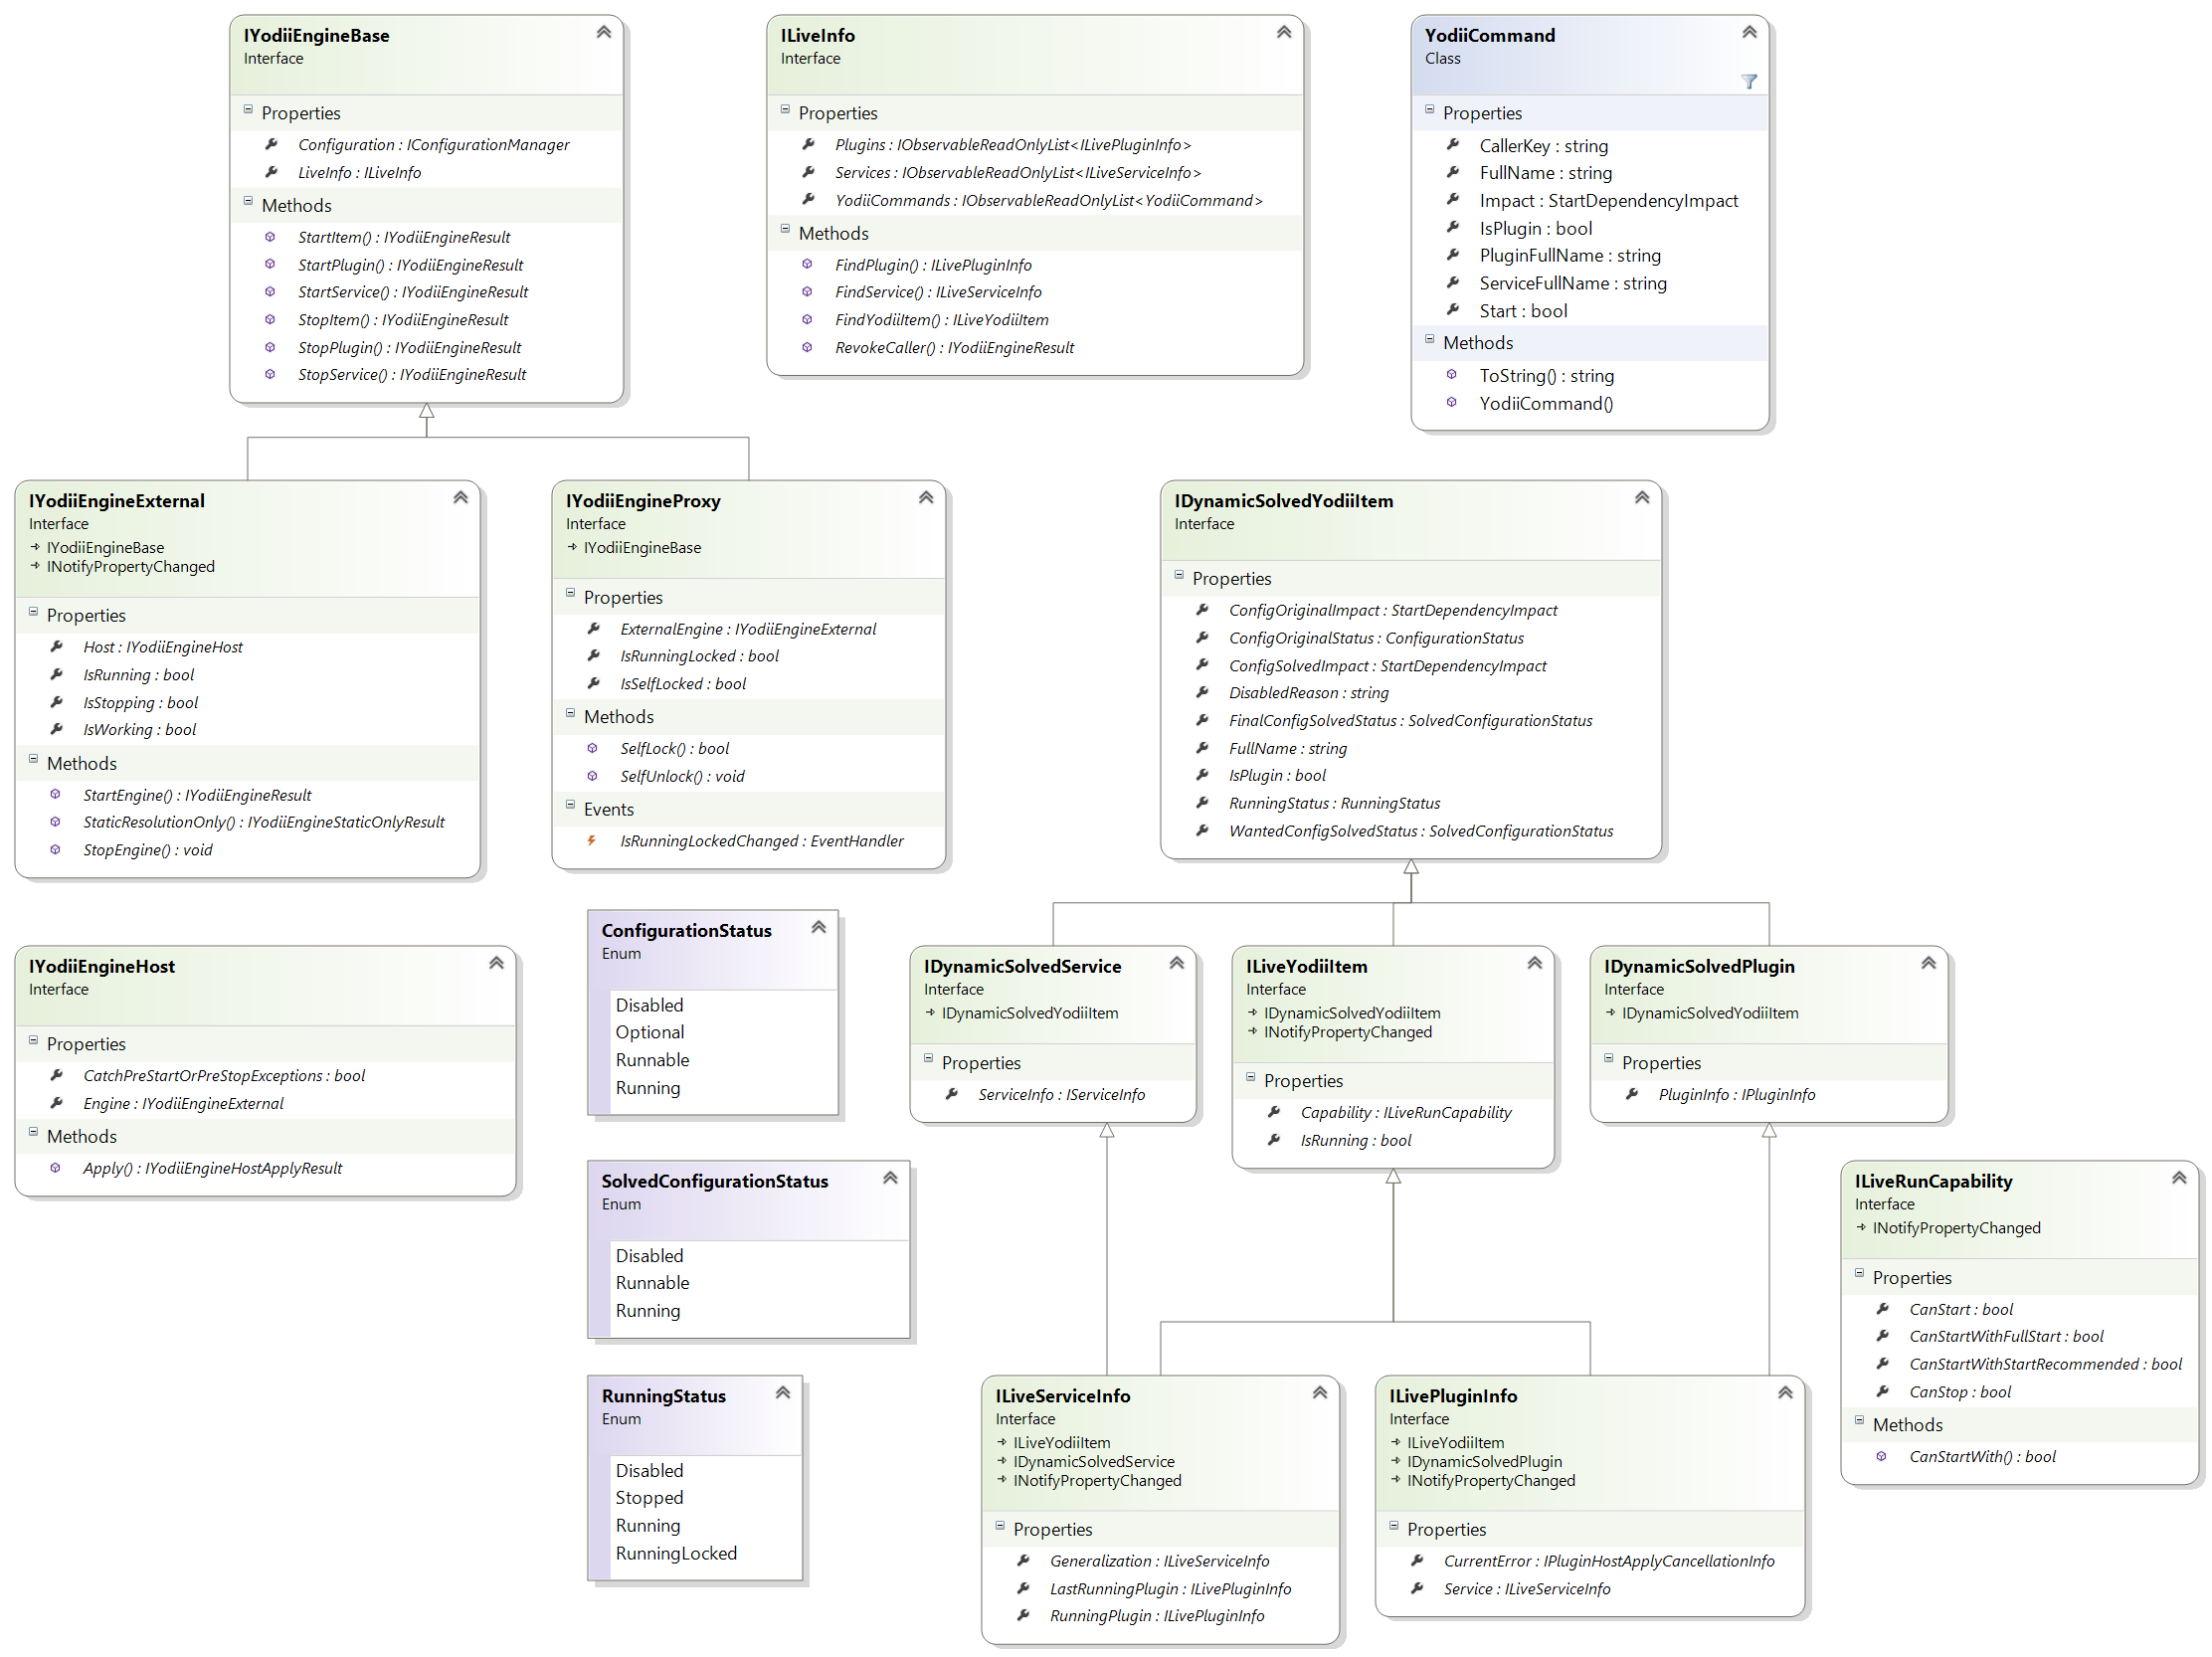 IYodiiEngineBase
Interface
Properties
Configuration : IConfigurationManager
LiveInfo : ILiveInfo
Methods
StartItem() : IYodiiEngineResult
StartPlugin() : IYodiiEngineResult
StartService() : IYodiiEngineResult
StopItem() : IYodiiEngineResult
StopPlugin() : IYodiiEngineResult
StopService() : IYodiiEngineResult
ILiveInfo
Interface
Properties
Plugins : IObservableReadOnlyList<ILivePluginInfo>
Services : IObservableReadOnlyList<ILiveServiceInfo>
YodiiCommands : IObservableReadOnlyList<YodiiCommand>
Methods
FindPlugin() : ILivePluginInfo
FindService() : ILiveServiceInfo
FindYodiiItem() : ILiveYodiiItem
RevokeCaller() : IYodiiEngineResult
YodiiCommand
Class
Properties
CallerKey : string
FullName : string
Impact : StartDependencyImpact
IsPlugin : bool
PluginFullName : string
ServiceFullName : string
Start : bool
Methods
ToString() : string
YodiiCommand()
IYodiiEngineExternal
Interface
IYodiiEngineBase
INotifyPropertyChanged
Properties
Host : IYodiiEngineHost
IsRunning : bool
IsStopping : bool
IsWorking : bool
Methods
StartEngine() : IYodiiEngineResult
StaticResolutionOnly() : IYodiiEngineStaticOnlyResult
StopEngine() : void
IYodiiEngineProxy
Interface
IYodiiEngineBase
Properties
ExternalEngine : IYodiiEngineExternal
IsRunningLocked : bool
IsSelfLocked : bool
Methods
SelfLock() : bool
SelfUnlock() : void
Events
IsRunningLockedChanged : EventHandler
IDynamicSolvedYodiiItem
Interface
Properties
ConfigOriginalImpact : StartDependencyImpact
ConfigOriginalStatus : ConfigurationStatus
ConfigSolvedImpact : StartDependencyImpact
DisabledReason : string
FinalConfigSolvedStatus : SolvedConfigurationStatus
FullName : string
IsPlugin : bool
RunningStatus : RunningStatus
WantedConfigSolvedStatus : SolvedConfigurationStatus
IYodiiEngineHost
Interface
Properties
CatchPreStartOrPreStopExceptions : bool
Engine : IYodiiEngineExternal
Methods
Apply() : IYodiiEngineHostApplyResult
ConfigurationStatus
Enum
Disabled
Optional
Runnable
Running
SolvedConfigurationStatus
Enum
Disabled
Runnable
Running
RunningStatus
Enum
Disabled
Stopped
Running
RunningLocked
IDynamicSolvedService
Interface
IDynamicSolvedYodiiItem
Properties
ServiceInfo : IServiceInfo
ILiveYodiiItem
Interface
IDynamicSolvedYodiiItem
INotifyPropertyChanged
Properties
Capability : ILiveRunCapability
IsRunning : bool
IDynamicSolvedPlugin
Interface
IDynamicSolvedYodiiItem
Properties
PluginInfo : IPluginInfo
ILiveRunCapability
Interface
INotifyPropertyChanged
Properties
CanStart : bool
CanStartWithFullStart : bool
CanStartWithStartRecommended : bool
CanStop : bool
Methods
CanStartWith() : bool
ILiveServiceInfo
Interface
ILiveYodiiItem
IDynamicSolvedService
INotifyPropertyChanged
Properties
Generalization : ILiveServiceInfo
LastRunningPlugin : ILivePluginInfo
RunningPlugin : ILivePluginInfo
ILivePluginInfo
Interface
ILiveYodiiItem
IDynamicSolvedPlugin
INotifyPropertyChanged
Properties
CurrentError : IPluginHostApplyCancellationInfo
Service : ILiveServiceInfo